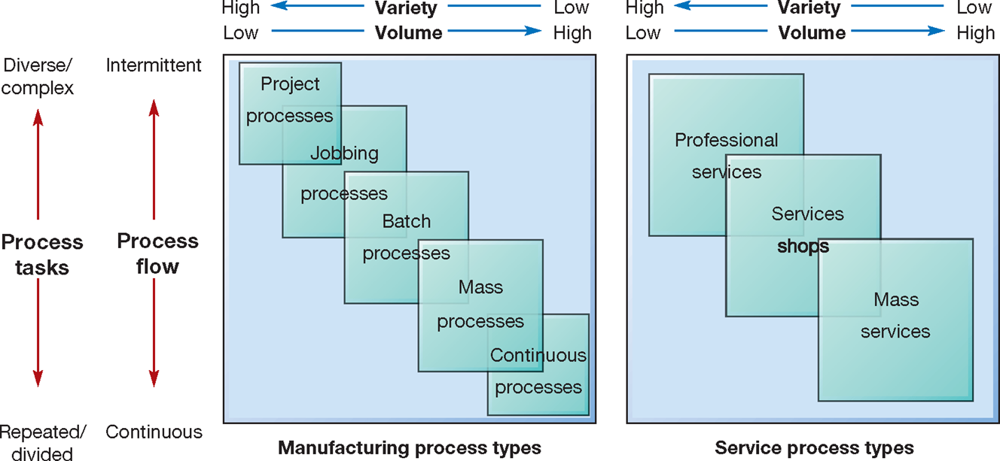 High Variety Low
Low Volume High
High Variety Low
Low Volume High
Diverse/
complex
Intermittent
Process
tasks
Process
flow
Repeated/
divided
Continuous
Project
processes
Jobbing
processes
Batch
processes
Mass
processes
Continuous
processes
Manufacturing process types
Professional
services
Services
shops
Mass
services
Service process types